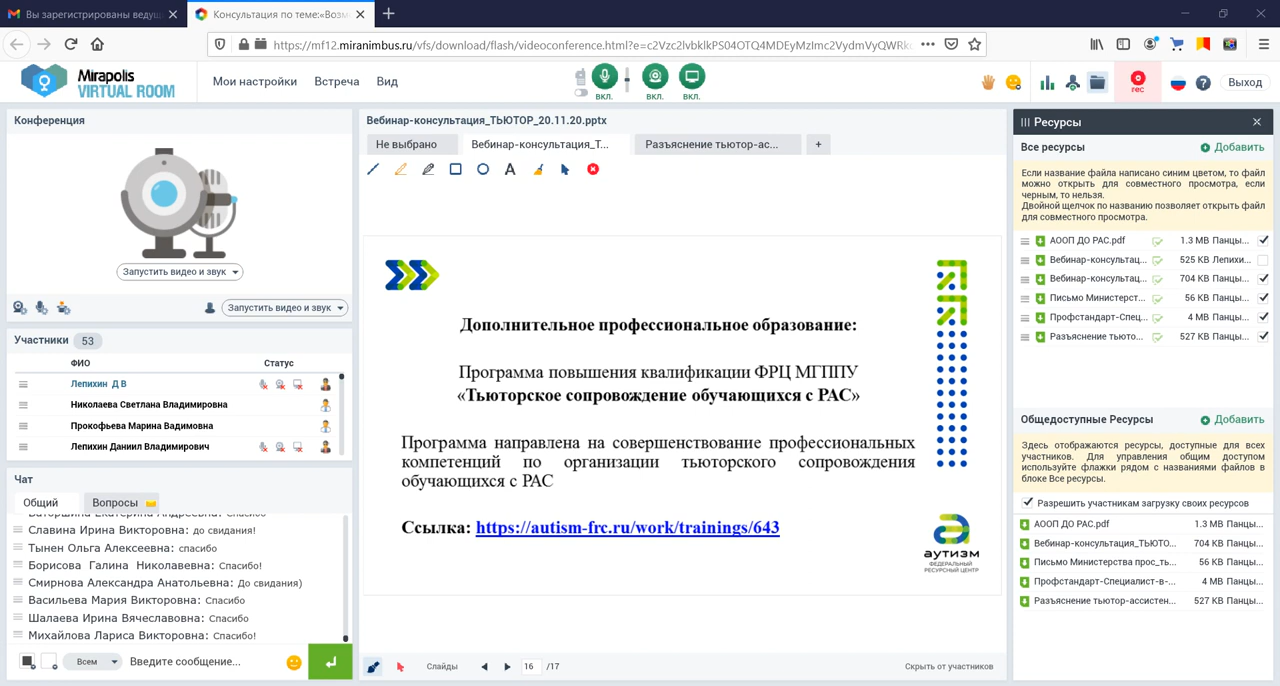 Вы зарегистрированы ведущ
Консультация по теме:«Возм
https://mf12.miranimbus.ru/vfs/download/flash/videoconference.html?e=c2Vzc2lvbklkPS04OTQ4MDEyMzImc2VydmVyQWRk
Mirapolis
VIRTUAL ROOM
Мои настройки Встреча Вид
вкл. вкл. вкл.
rec
Выход
Конференция
Запустить видео и звук
Запустить видео и звук
Участники 53
ФИО Статус
Лепихин Д В
Николаева Светлана Владимировна
Прокофьева Марина Вадимовна
Лепихин Даниил Владимирович
Чат
Общий Вопросы
Ваторшина Екатерина Андреевна: Спасибо
Славина Ирина Викторовна: до свидания!
Тынен Ольга Алексеевна: спасибо
Борисова Галина Николаевна: Спасибо!
Смирнова Александра Анатольевна: До свидания)
Васильева Мария Викторовна: Спасибо
Шалаева Ирина Вячеславовна: Спасибо
Михайлова Лариса Викторовна: Спасибо!
Всем Введите сообщение...
Вебинар-консультация_ТЬЮТОР_20.11.20.pptx
Не выбрано Вебинар-консультация_Т... Разъяснение тьютор-ас... +
A
Дополнительное профессиональное образование:
Программа повышения квалификации ФРЦ МГППУ
«Тьюторское сопровождение обучающихся с РАС»
Программа направлена на совершенствование профессиональных
компетенций по организации тьюторского сопровождения
обучающихся с РАС
Ссылка: https://autism-frc.ru/work/trainings/643
аутизм
ФЕДЕРАЛЬНЫЙ
РЕСУРСНЫЙ ЦЕНТР
Слайды 16 /17 Скрыть от участников
Ресурсы
Все ресурсы Добавить
Если название файла написано синим цветом, то файл
можно открыть для совместного просмотра, если
черным, то нельзя.
Двойной щелчок по названию позволяет открыть файл
для совместного просмотра.
АООП ДО РАС.pdf 1.3 MB Панцы...
Вебинар-консультац... 525 KB Лепихи...
Вебинар-консультац... 704 KB Панцы...
Письмо Министерст... 56 KB Панцы...
Профстандарт-Спец... 4 MB Панцы...
Разъяснение тьюто... 527 KB Панцы...
Общедоступные Ресурсы Добавить
Здесь отображаются ресурсы, доступные для всех
участников. Для управления общим доступом
используйте флажки рядом с названиями файлов в
блоке Все ресурсы.
Разрешить участникам загрузку своих ресурсов
АООП ДО РАС.pdf 1.3 MB Панцы...
Вебинар-консультация_ТЬЮТО... 704 KB Панцы...
Письмо Министерства прос_ть... 56 KB Панцы...
Профстандарт-Специалист-в-... 4 MB Панцы...
Разъяснение тьютор-ассистен... 527 KB Панцы...